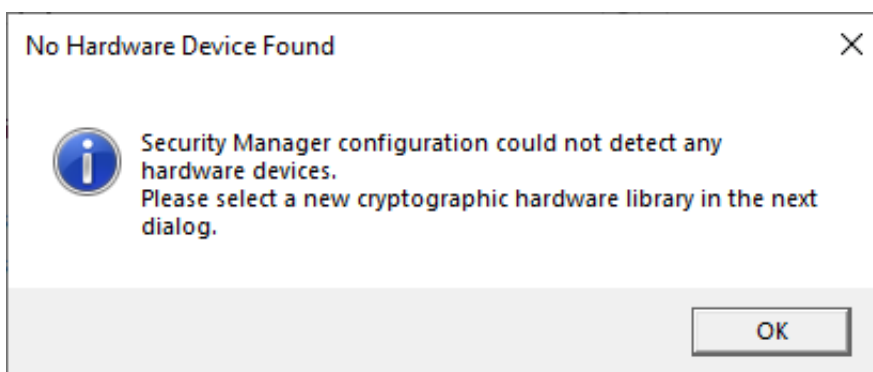 No Hardware Device Found
Security Manager configuration could not detect any
hardware devices.
Please select a new cryptographic hardware library in the next
dialog.
OK